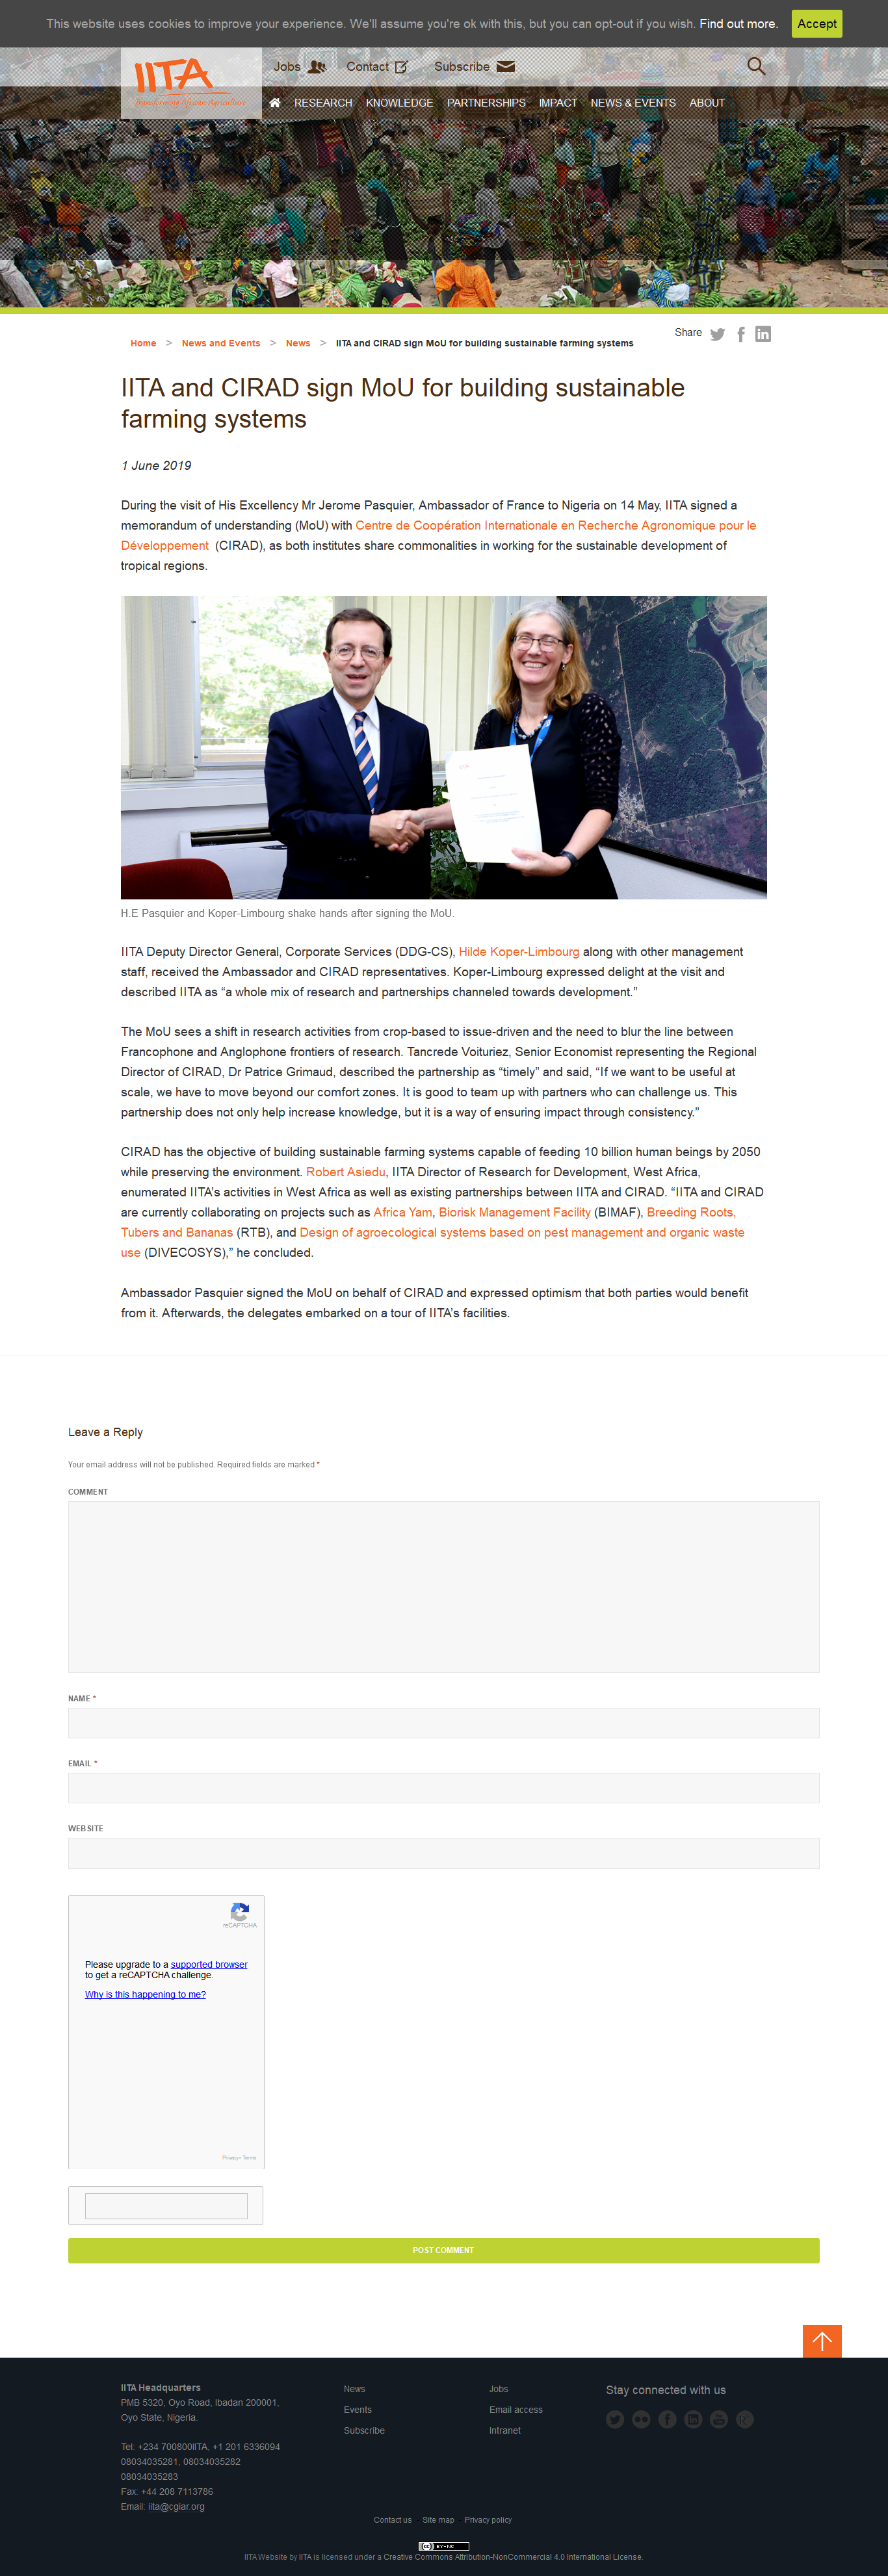 This website uses cookies to improve your experience. We'll assume you're ok with this, but you can opt-out if you wish. Find out more. Accept
IITA
Transforming African Agriculture
Jobs Contact Subscribe
RESEARCH KNOWLEDGE PARTNERSHIPS IMPACT NEWS & EVENTS ABOUT
Share
Home > News and Events > News > IITA and CIRAD sign MoU for building sustainable farming systems
IITA and CIRAD sign MoU for building sustainable
farming systems
1 June 2019
During the visit of His Excellency Mr Jerome Pasquier, Ambassador of France to Nigeria on 14 May, IITA signed a
memorandum of understanding (MoU) with Centre de Coopération Internationale en Recherche Agronomique pour le
Développement (CIRAD), as both institutes share commonalities in working for the sustainable development of
tropical regions.
IITA
H.E Pasquier and Koper-Limbourg shake hands after signing the MoU.
IITA Deputy Director General, Corporate Services (DDG-CS), Hilde Koper-Limbourg along with other management
staff, received the Ambassador and CIRAD representatives. Koper-Limbourg expressed delight at the visit and
described IITA as “a whole mix of research and partnerships channeled towards development.”
The MoU sees a shift in research activities from crop-based to issue-driven and the need to blur the line between
Francophone and Anglophone frontiers of research. Tancrede Voituriez, Senior Economist representing the Regional
Director of CIRAD, Dr Patrice Grimaud, described the partnership as “timely” and said, “If we want to be useful at
scale, we have to move beyond our comfort zones. It is good to team up with partners who can challenge us. This
partnership does not only help increase knowledge, but it is a way of ensuring impact through consistency.”
CIRAD has the objective of building sustainable farming systems capable of feeding 10 billion human beings by 2050
while preserving the environment. Robert Asiedu, IITA Director of Research for Development, West Africa,
enumerated IITA’s activities in West Africa as well as existing partnerships between IITA and CIRAD. “IITA and CIRAD
are currently collaborating on projects such as Africa Yam, Biorisk Management Facility (BIMAF), Breeding Roots,
Tubers and Bananas (RTB), and Design of agroecological systems based on pest management and organic waste
use (DIVECOSYS),” he concluded.
Ambassador Pasquier signed the MoU on behalf of CIRAD and expressed optimism that both parties would benefit
from it. Afterwards, the delegates embarked on a tour of IITA’s facilities.
Leave a Reply
Your email address will not be published. Required fields are marked *
COMMENT
NAME *
EMAIL *
WEBSITE
reCAPTCHA
Please upgrade to a supported browser
to get a reCAPTCHA challenge.
Why is this happening to me?
Privacy - Terms
POST COMMENT
IITA Headquarters
PMB 5320, Oyo Road, Ibadan 200001,
Oyo State, Nigeria.
Tel: +234 700800IITA, +1 201 6336094
08034035281, 08034035282
08034035283
Fax: +44 208 7113786
Email: iita@cgiar.org
News
Events
Subscribe
Jobs
Email access
Intranet
Stay connected with us
Contact us Site map Privacy policy
cc BY-NC
IITA Website by IITA is licensed under a Creative Commons Attribution-NonCommercial 4.0 International License.